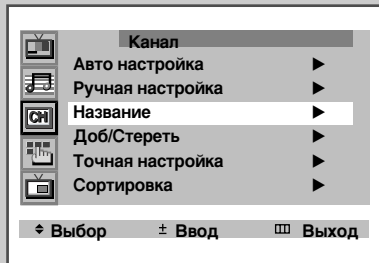 Канал
Авто настройка
Ручная настройка
CH Название
Доб/Стереть
Точная настройка
Сортировка
Выбор ± Ввод Выход